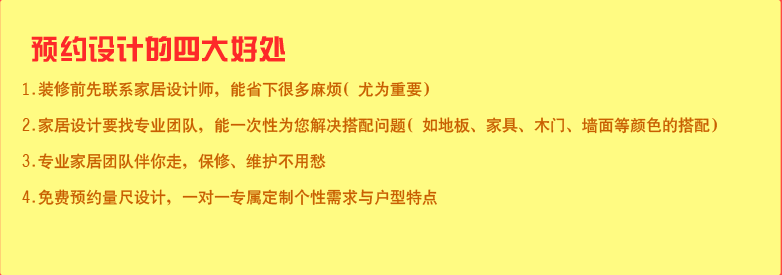 预约设计的四大好处
1.装修前先联系家居设计师，能省下很多麻烦( 尤为重要)
2.家居设计要找专业团队，能一次性为您解决搭配问题( 如地板、家具、木门、墙面等颜色的搭配)
3.专业家居团队伴你走，保修、维护不用愁
4.免费预约量尺设计，一对一专属定制个性需求与户型特点